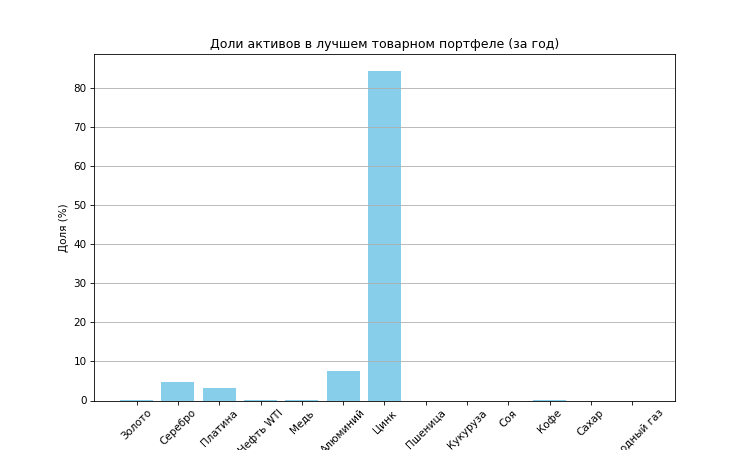 Доли активов в лучшем товарном портфеле (за год)
Доля (%)
80
70
60
50
40
30
20
10
0
Золото
Серебро
Платина
Нефть WTI
Медь
Алюминий
Цинк
Пшеница
Кукуруза
Соя
Кофе
Сахар
газ